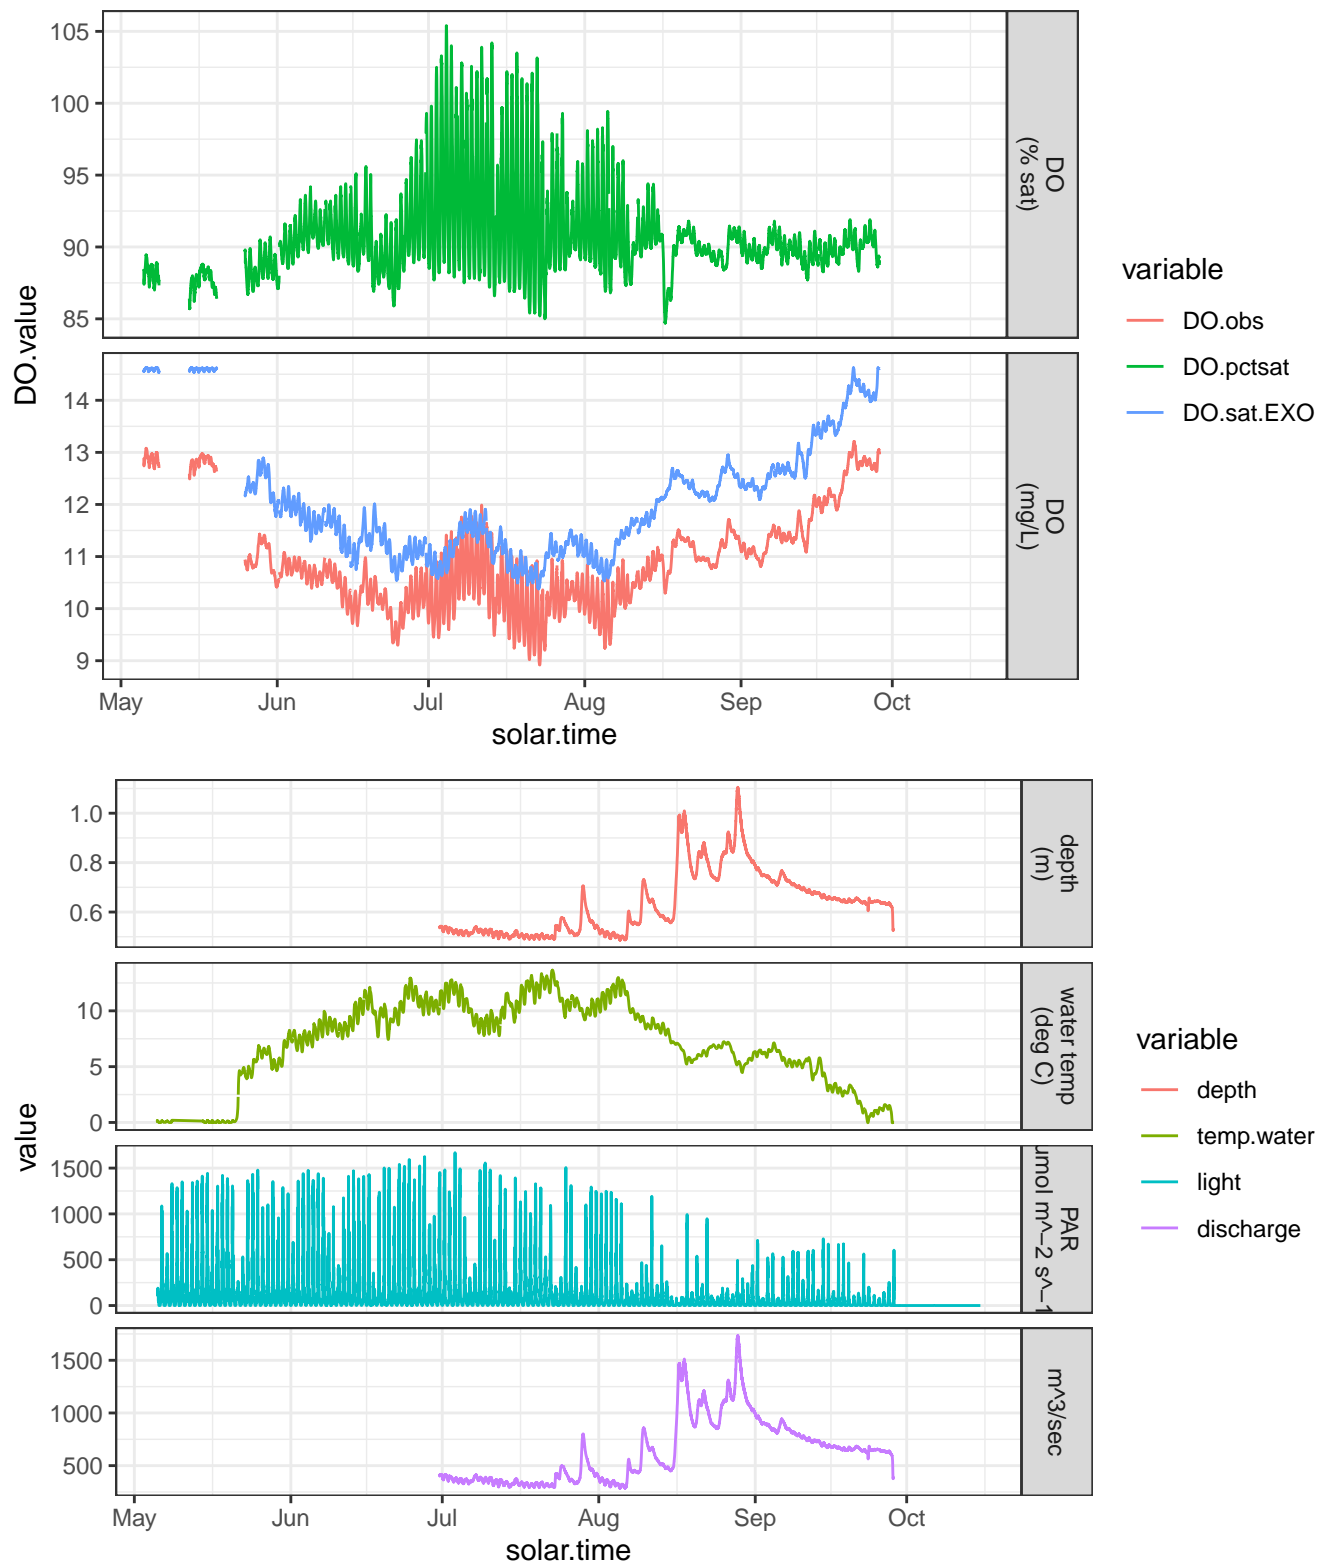 105
100
95
90
85
DO
(% sat)
14
13
12
11
10
9
DO
(mg/L)
DO.value
May
Jun
Jul
Aug
Sep
Oct
solar.time
variable
DO.obs
DO.pctsat
DO.sat.EXO
1.0
0.8
0.6
depth
(m)
10
5
0
water temp
(deg C)
1500
1000
500
0
PAR
umol m^-2 s^-1
1500
1000
500
m^3/sec
value
May
Jun
Jul
Aug
Sep
Oct
solar.time
variable
depth
temp.water
light
discharge